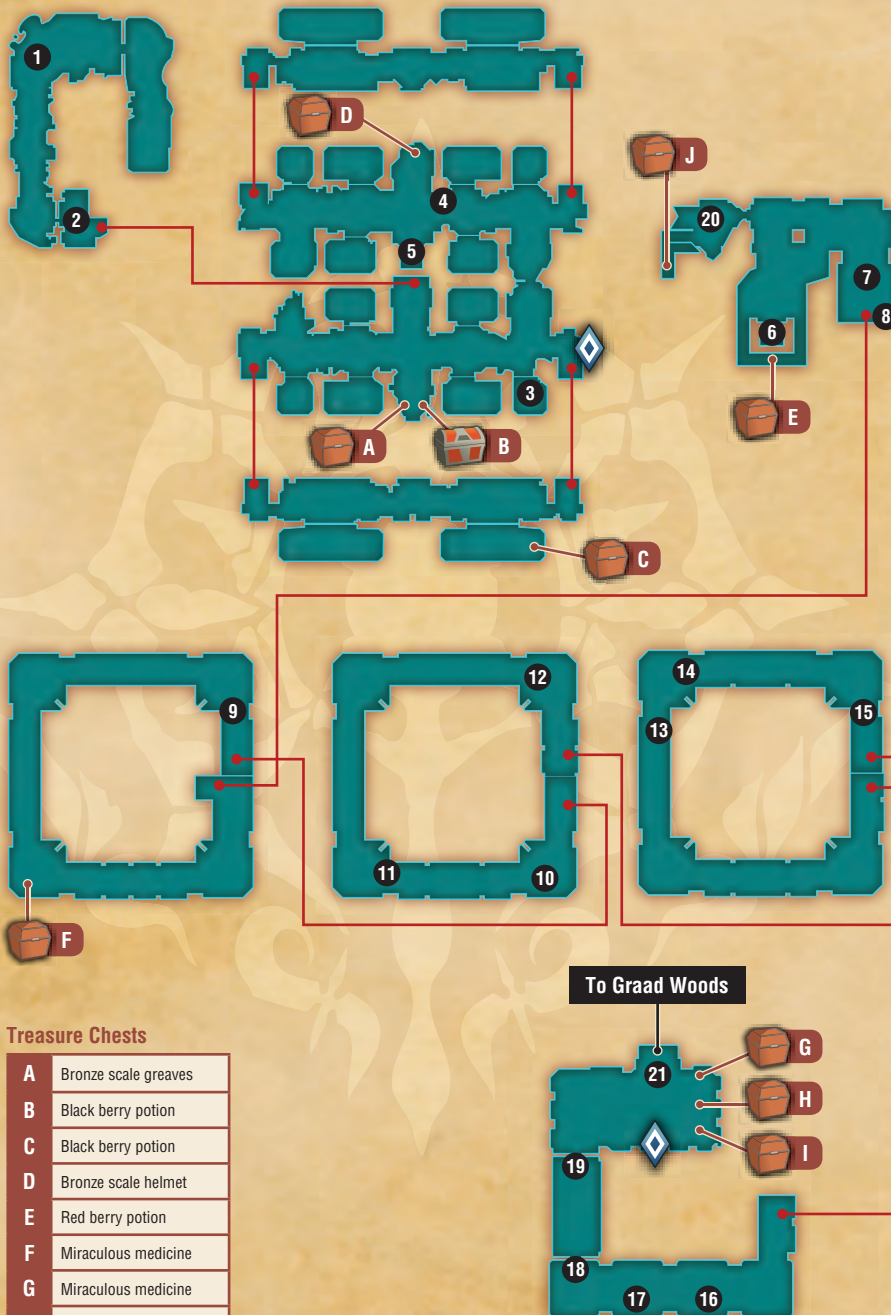 1
2
D
4
5
3
A
B
C
J
20
7
8
6
E
9
F
12
11
10
14
13
15
To Graad Woods
21
G
H
I
19
18
17
16
Treasure Chests
A Bronze scale greaves
B Black berry potion
C Black berry potion
D Bronze scale helmet
E Red berry potion
F Miraculous medicine
G Miraculous medicine